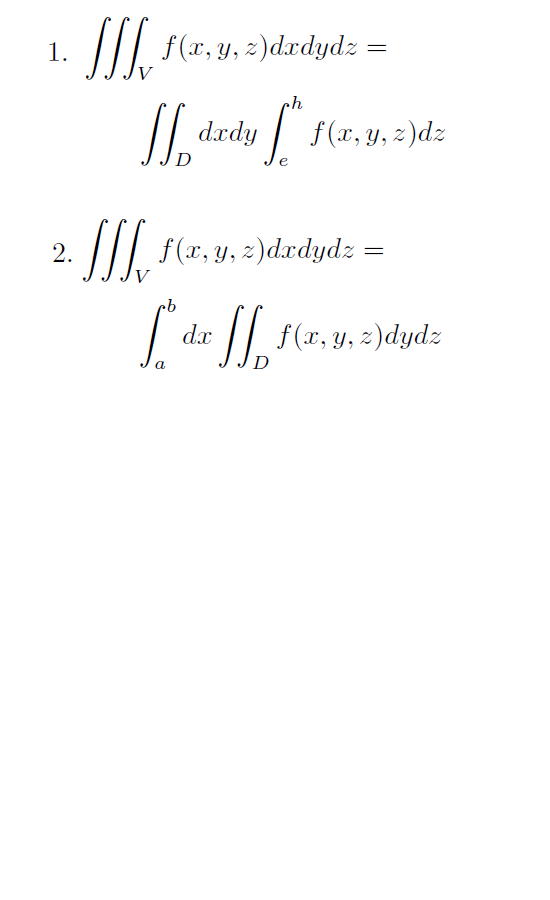 1. ∭_V f(x, y, z)dxdydz =
∬_D dxdy ∫_e^h f(x, y, z)dz
2. ∭_V f(x, y, z)dxdydz =
∫_a^b dx ∬_D f(x, y, z)dydz